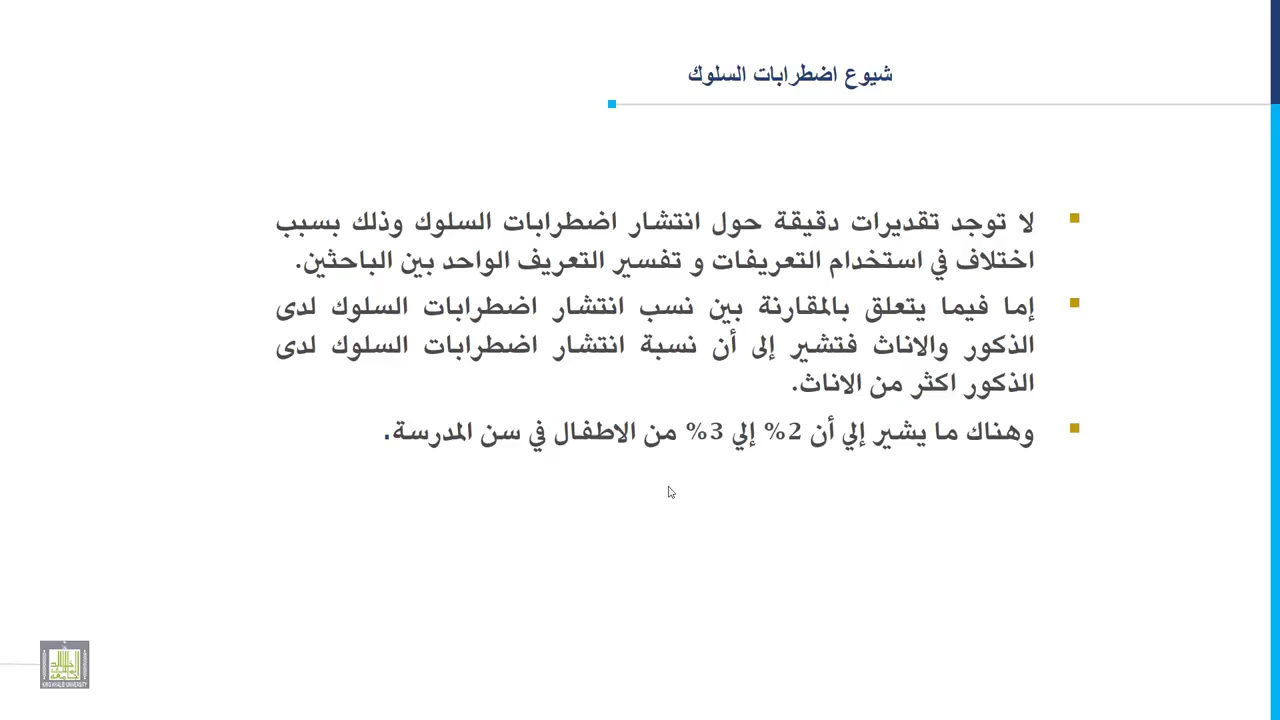 شيوع اضطرابات السلوك
لا توجد تقديرات دقيقة حول انتشار اضطرابات السلوك وذلك بسبب
اختلاف في استخدام التعريفات و تفسير التعريف الواحد بين الباحثين.
إما فيما يتعلق بالمقارنة بين نسب انتشار اضطرابات السلوك لدى
الذكور والاناث فتشير إلى أن نسبة انتشار اضطرابات السلوك لدى
الذكور اكثر من الاناث.
وهناك ما يشير إلي أن 2% إلي 3% من الاطفال في سن المدرسة.
KING KHALID UNIVERSITY